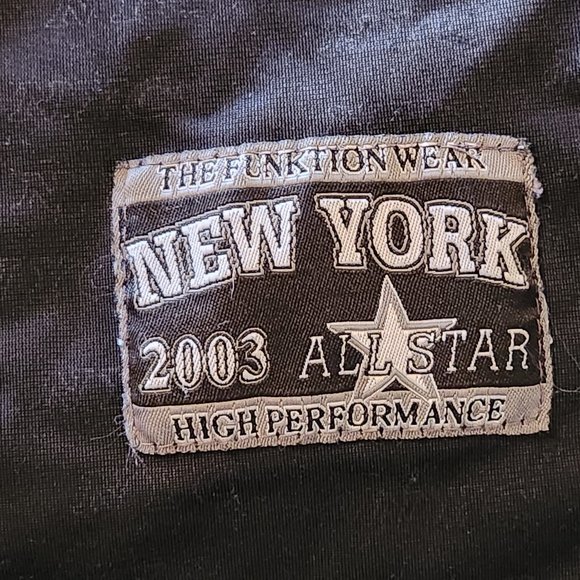 THE FUNKTION WEAR
NEW YORK
2003 ALL STAR
HIGH PERFORMANCE